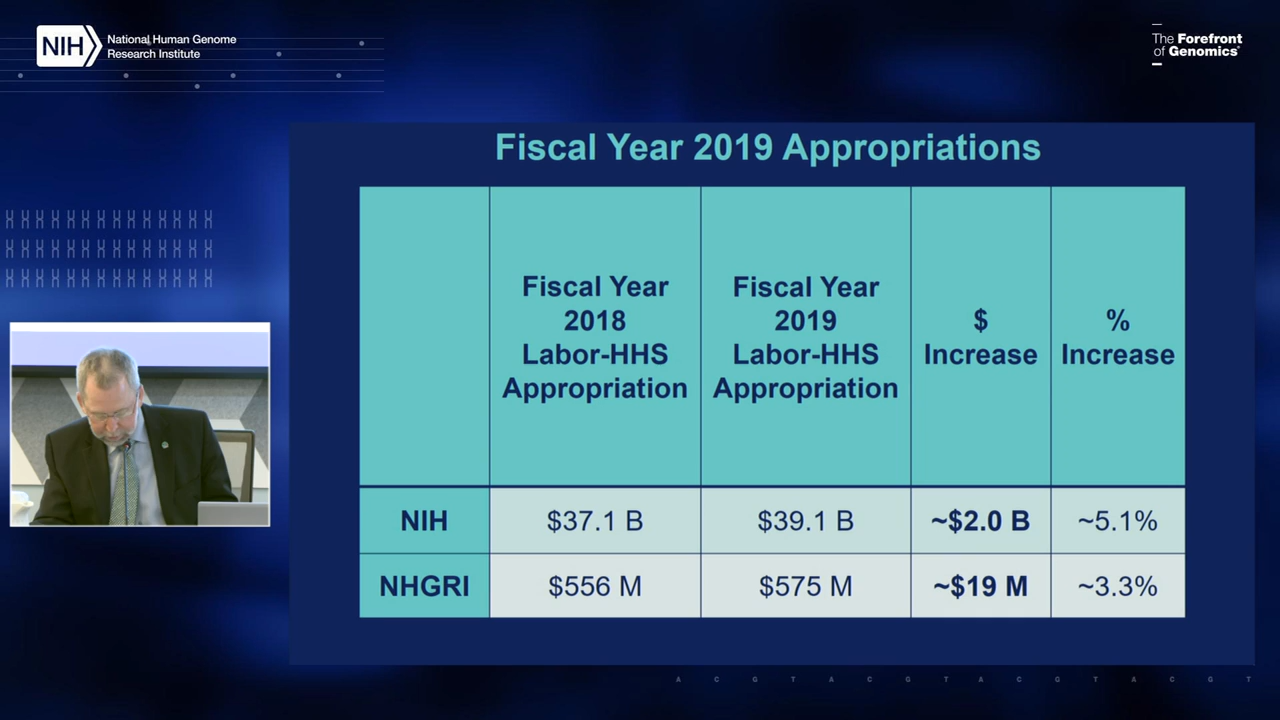 NIH
National Human Genome
Research Institute
The Forefront
of Genomics®
Fiscal Year 2019 Appropriations
Fiscal Year
2018
Labor-HHS
Appropriation
Fiscal Year
2019
Labor-HHS
Appropriation
$
Increase
%
Increase
NIH $37.1 B $39.1 B ~$2.0 B ~5.1%
NHGRI $556 M $575 M ~$19 M ~3.3%
A C G T A C G T A C G T A C G T